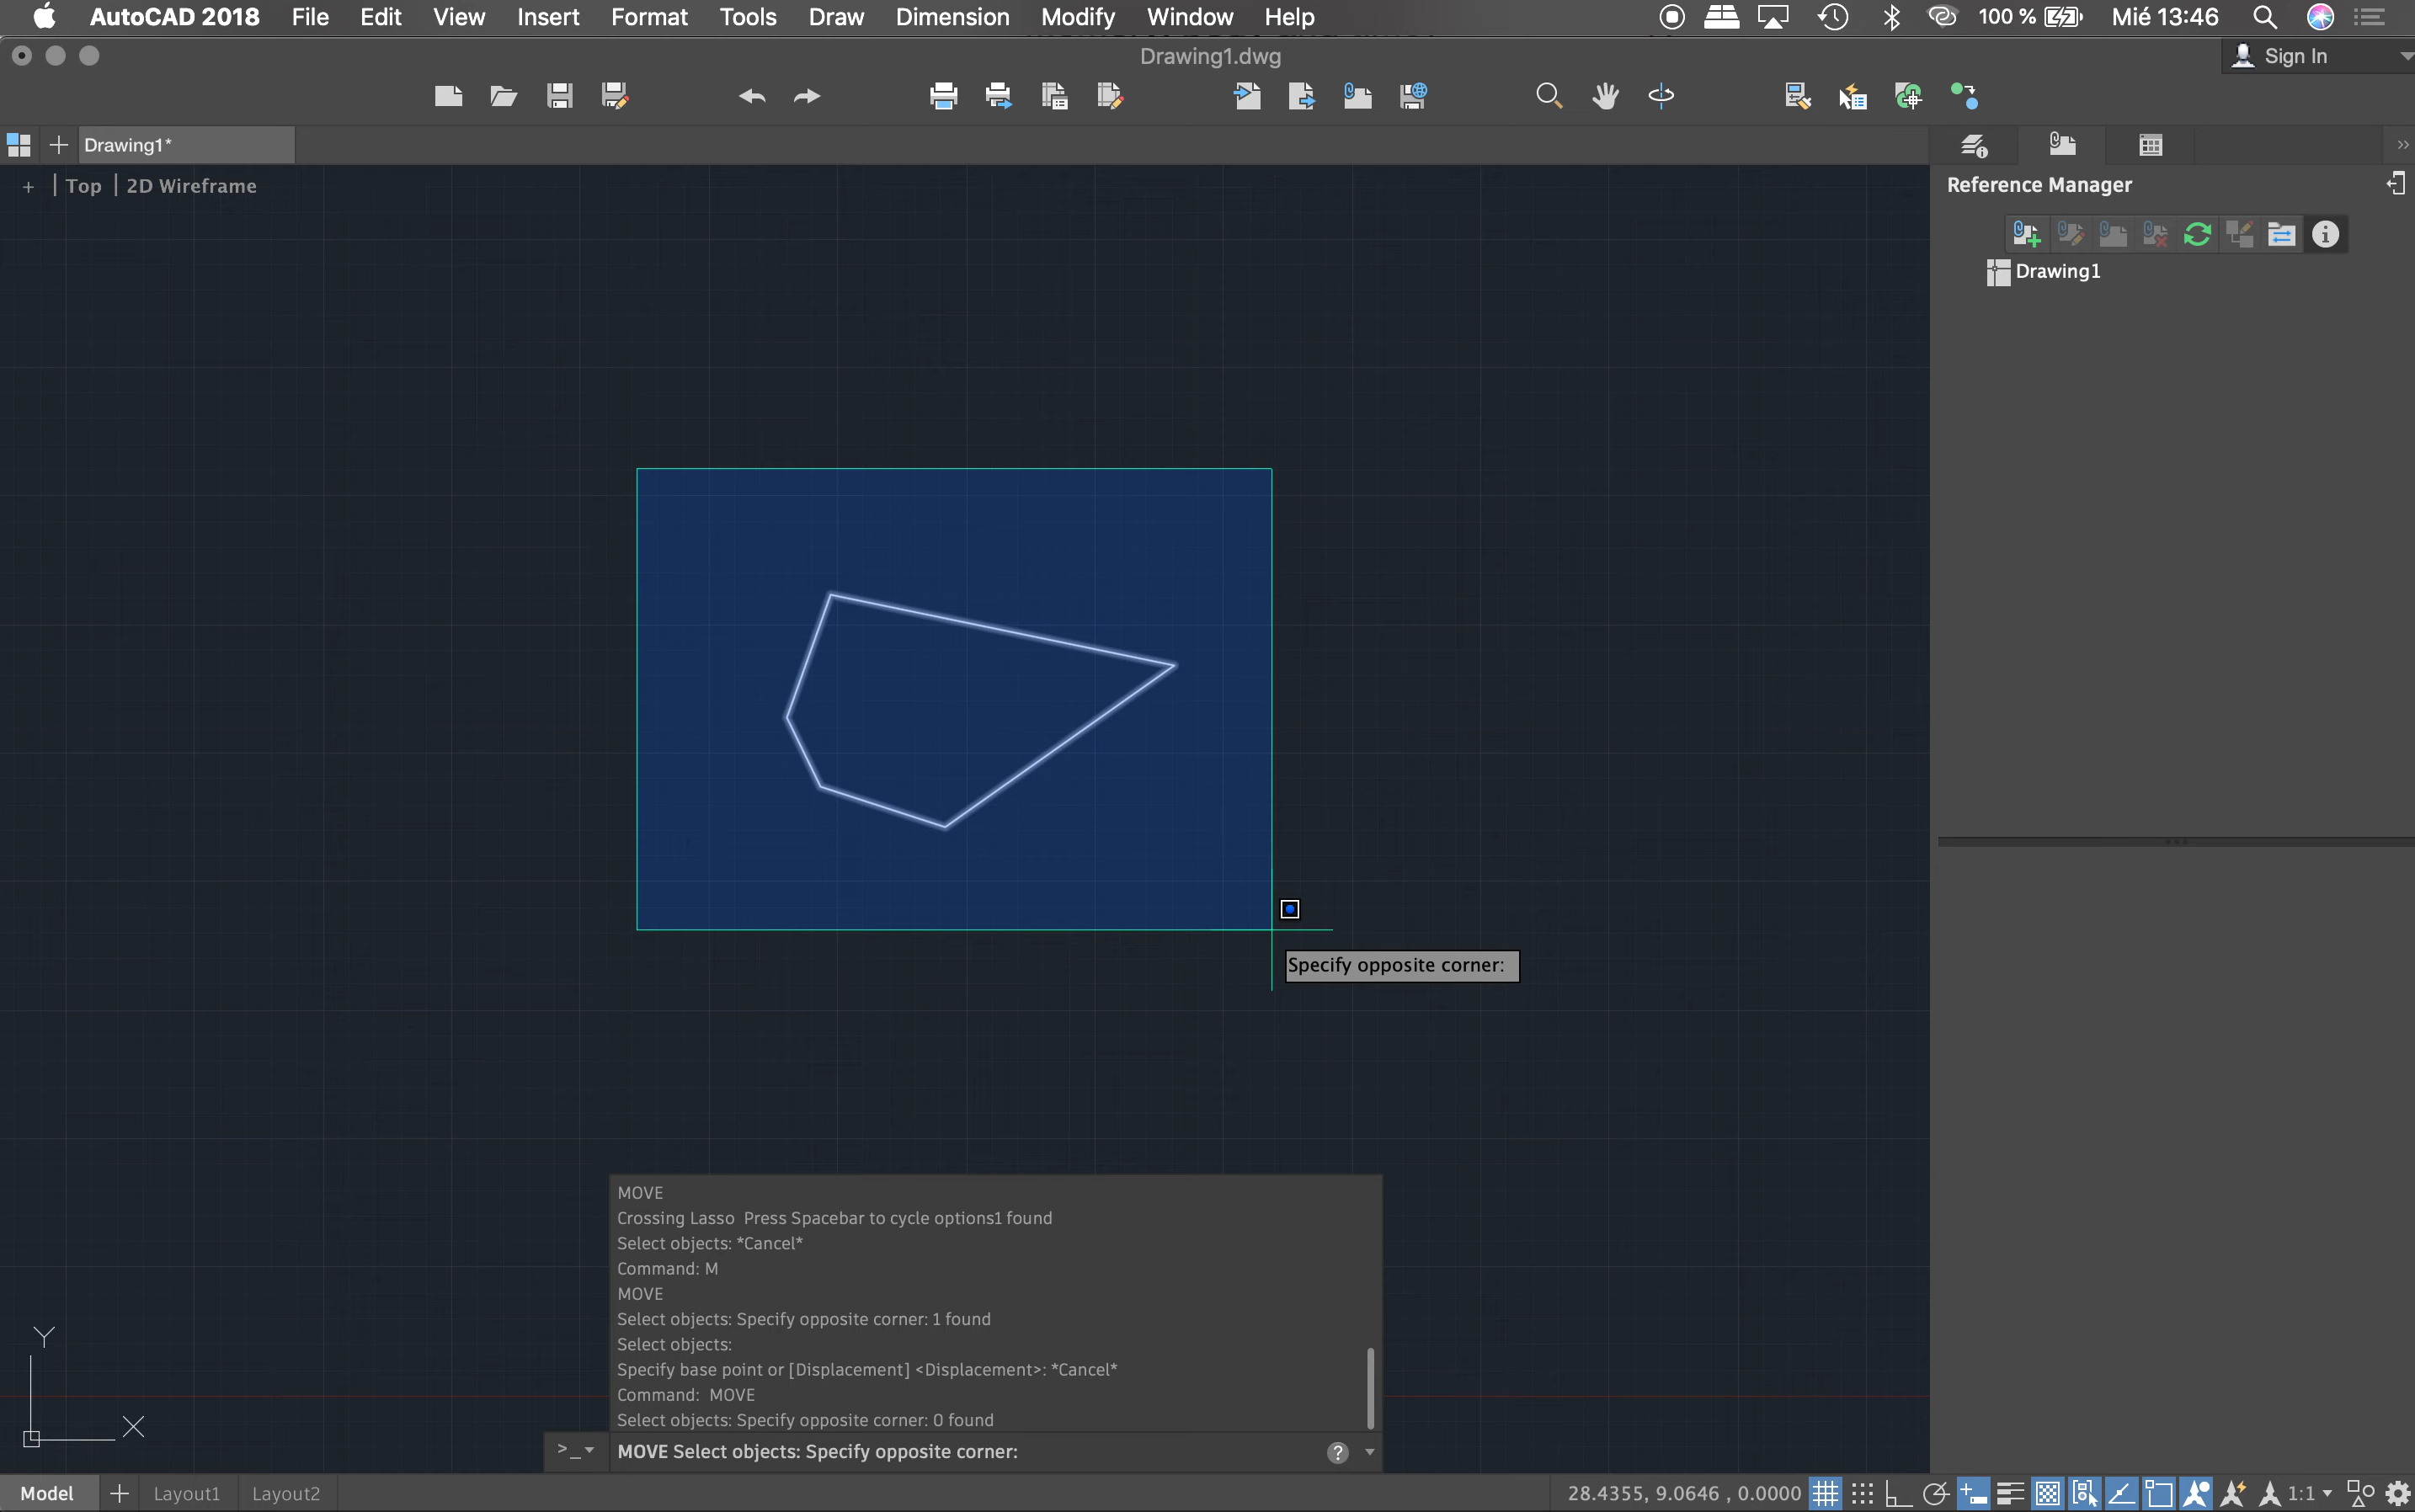 AutoCAD 2018 File Edit View Insert Format Tools Draw Dimension Modify Window Help 100 % Mié 13:46
Drawing1.dwg
Sign In
Drawing1*
+ | Top | 2D Wireframe
Reference Manager
Drawing1
Specify opposite corner:
MOVE
Crossing Lasso  Press Spacebar to cycle options1 found
Select objects: *Cancel*
Command: M
MOVE
Select objects: Specify opposite corner: 1 found
Select objects:
Specify base point or [Displacement] <Displacement>: *Cancel*
Command:  MOVE
Select objects: Specify opposite corner: 0 found
>_ MOVE Select objects: Specify opposite corner: ?
Y
X
Model + Layout1 Layout2 28.4355, 9.0646 , 0.0000 1:1